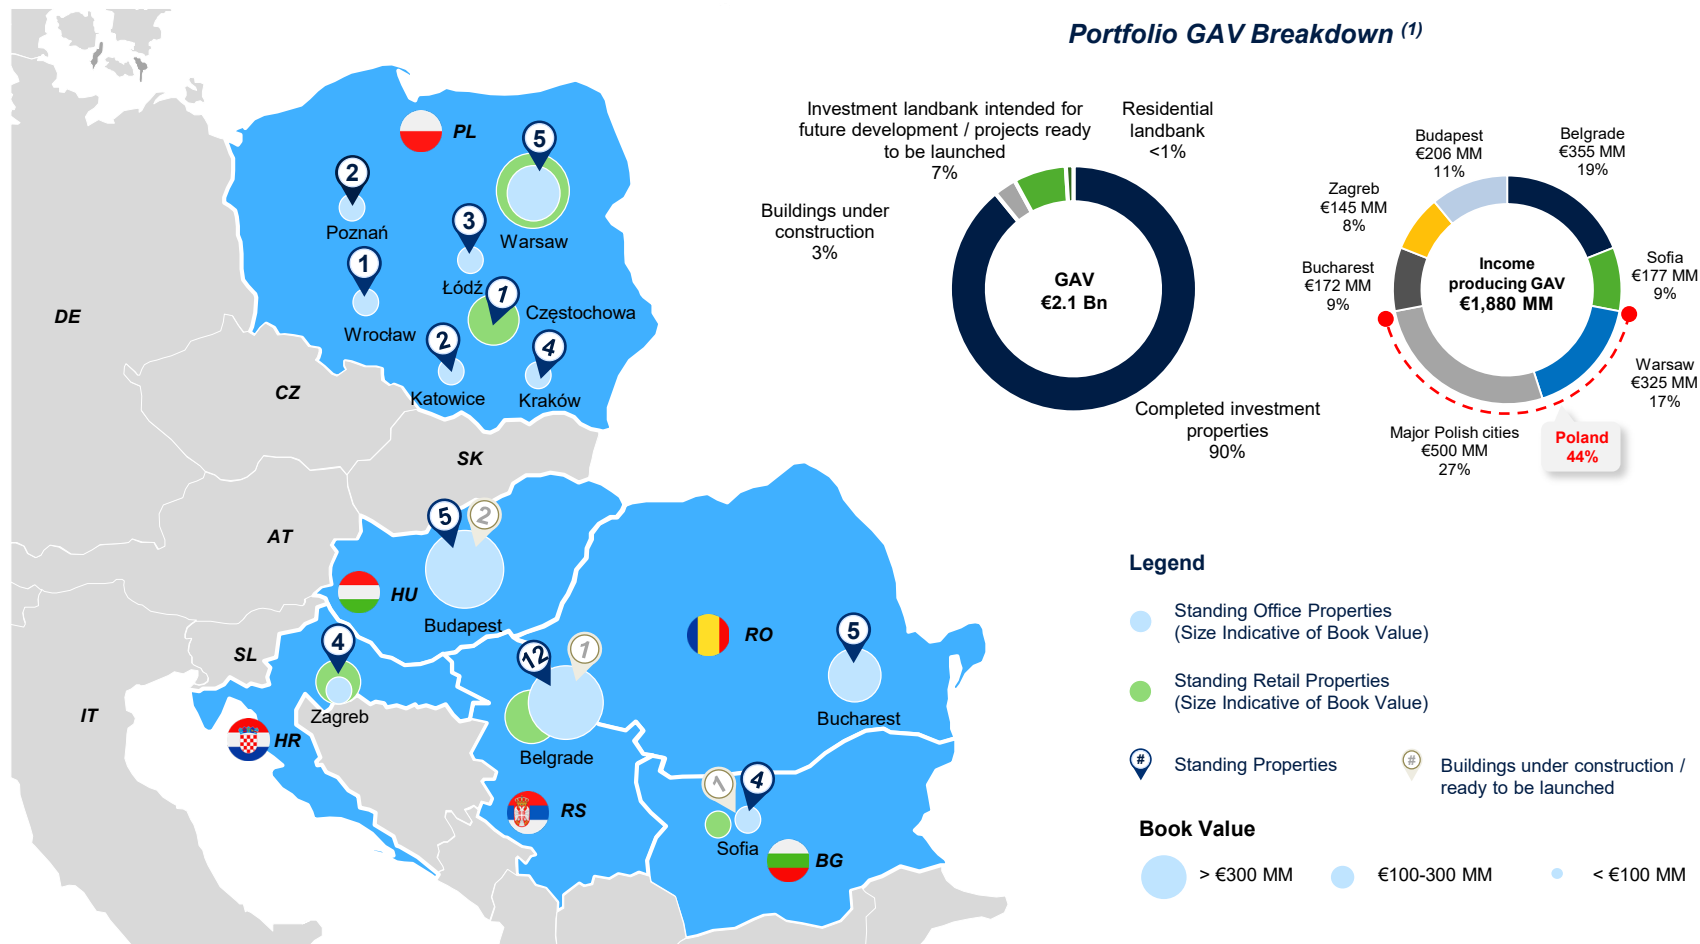 Portfolio GAV Breakdown (1)
Investment landbank intended for
future development / projects ready
to be launched
7%
Residential
landbank
<1%
Buildings under
construction
3%
GAV
€2.1 Bn
Completed investment
properties
90%
Budapest
€206 MM
11%
Belgrade
€355 MM
19%
Zagreb
€145 MM
8%
Sofia
€177 MM
9%
Bucharest
€172 MM
9%
Income
producing GAV
€1,880 MM
Warsaw
€325 MM
17%
Major Polish cities
€500 MM
27%
Poland
44%
PL
5
Warsaw
2
Poznań
3
Łódź
1
Wrocław
1
Częstochowa
2
Katowice
4
Kraków
DE
CZ
SK
AT
5
2
HU
Budapest
SL
4
Zagreb
HR
IT
12
1
Belgrade
RS
RO
5
Bucharest
1
4
Sofia
BG
Legend
Standing Office Properties
(Size Indicative of Book Value)
Standing Retail Properties
(Size Indicative of Book Value)
#
Standing Properties
#
Buildings under construction /
ready to be launched
Book Value
> €300 MM
€100-300 MM
< €100 MM